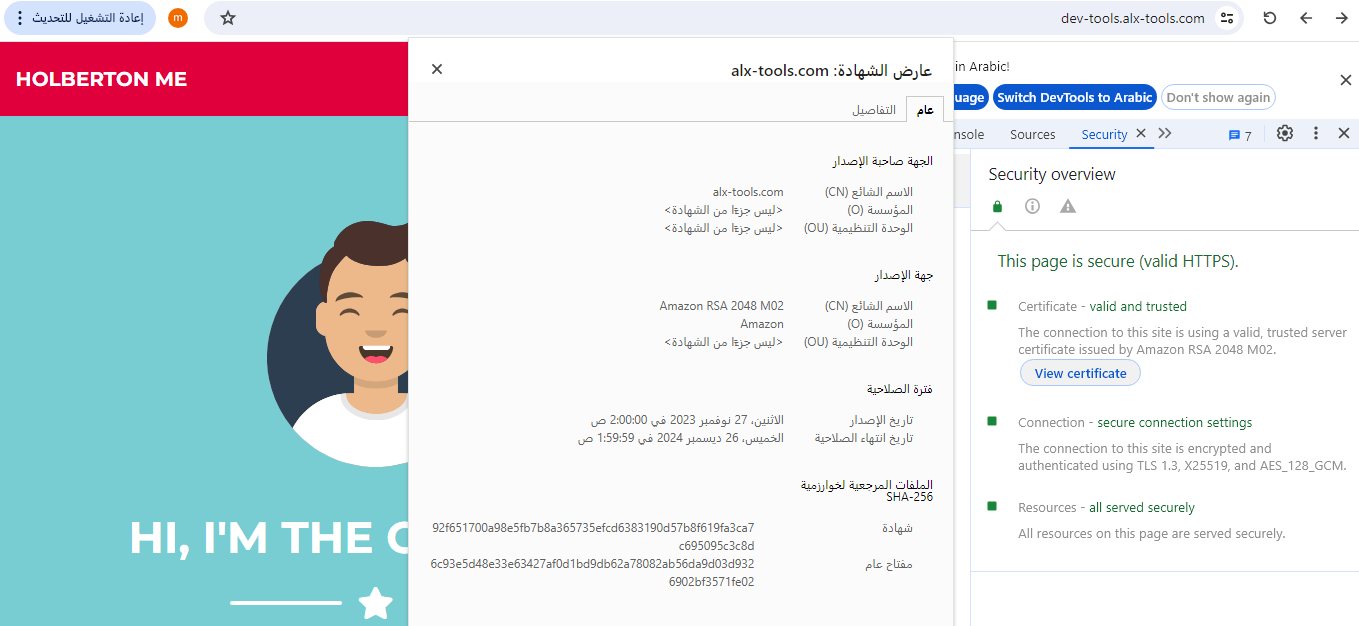 إعادة التشغيل للتحديث
m
dev-tools.alx-tools.com
HOLBERTON ME
HI, I'M THE
عارض الشهادة: alx-tools.com
عام
التفاصيل
الجهة صاحبة الإصدار
الاسم الشائع (CN) alx-tools.com
المؤسسة (O) <ليس جزءًا من الشهادة>
الوحدة التنظيمية (OU) <ليس جزءًا من الشهادة>
جهة الإصدار
الاسم الشائع (CN) Amazon RSA 2048 M02
المؤسسة (O) Amazon
الوحدة التنظيمية (OU) <ليس جزءًا من الشهادة>
فترة الصلاحية
تاريخ الإصدار الاثنين، 27 نوفمبر 2023 في 2:00:00 ص
تاريخ انتهاء الصلاحية الخميس، 26 ديسمبر 2024 في 1:59:59 ص
الملفات المرجعية لخوارزمية
SHA-256
شهادة 92f651700a98e5fb7b8a365735efcd6383190d57b8f619fa3ca7
c695095c3c8d
مفتاح عام 6c93e5d48e33e63427af0d1bd9db62a78082ab56da9d03d932
6902bf3571fe02
in Arabic!
uage
Switch DevTools to Arabic
Don't show again
nsole
Sources
Security
7
Security overview
This page is secure (valid HTTPS).
Certificate - valid and trusted
The connection to this site is using a valid, trusted server
certificate issued by Amazon RSA 2048 M02.
View certificate
Connection - secure connection settings
The connection to this site is encrypted and
authenticated using TLS 1.3, X25519, and AES_128_GCM.
Resources - all served securely
All resources on this page are served securely.